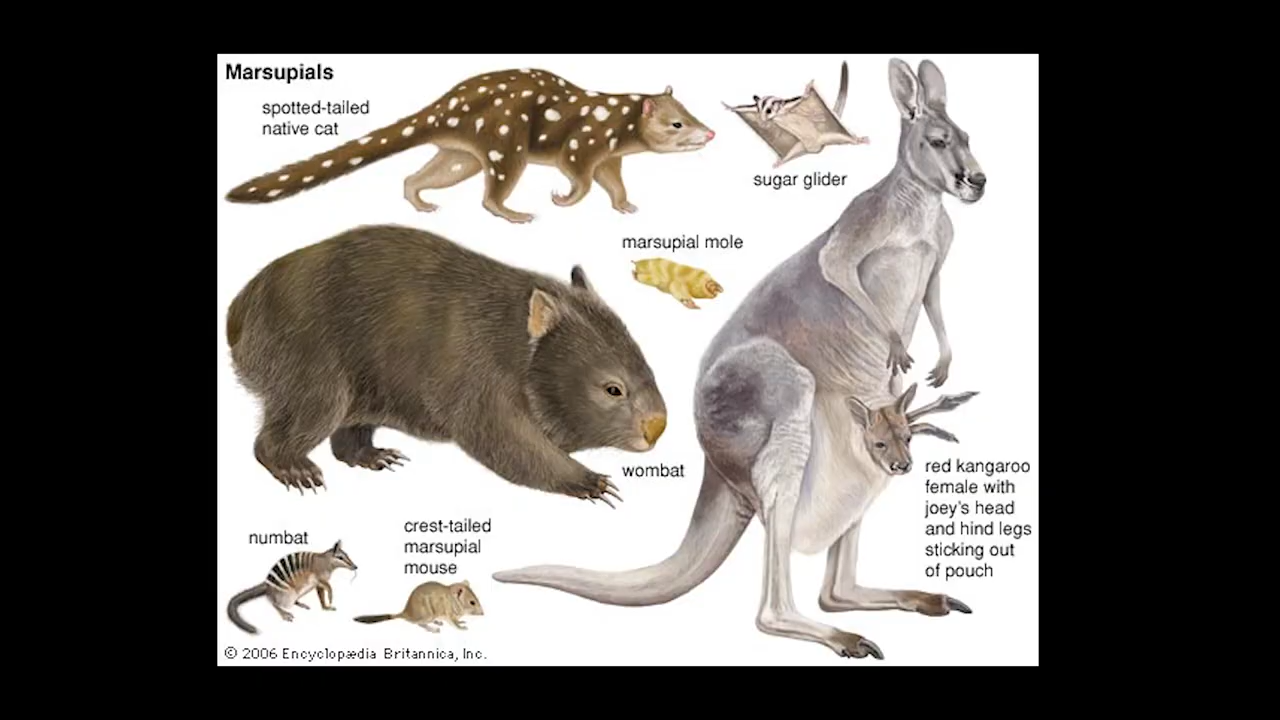 Marsupials
spotted-tailed
native cat
sugar glider
marsupial mole
wombat
red kangaroo
female with
joey's head
and hind legs
sticking out
of pouch
numbat
crest-tailed
marsupial
mouse
© 2006 Encyclopædia Britannica, Inc.